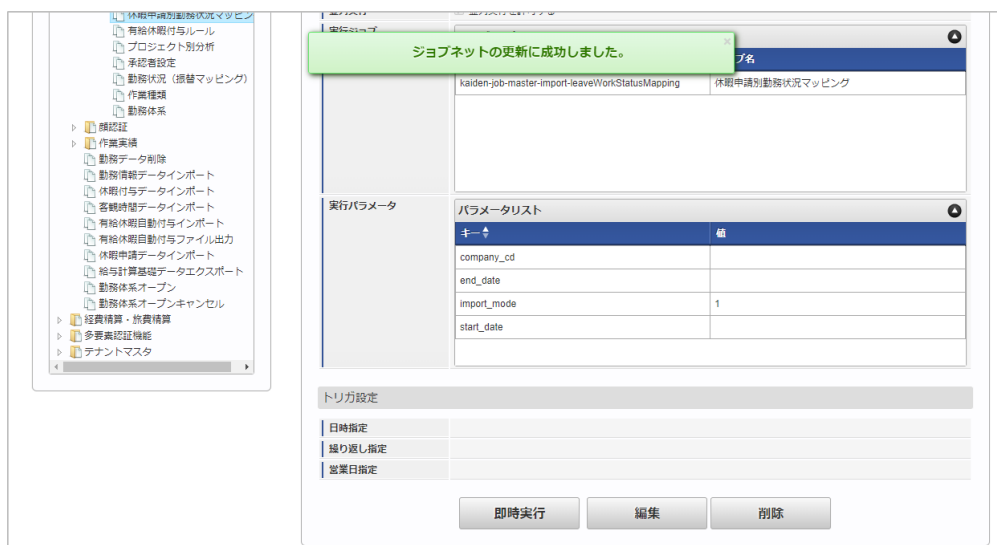 休暇申請別勤務状況マッピン
有給休暇付与ルール
プロジェクト別分析
承認者設定
勤務状況（振替マッピング）
作業種類
勤務体系
顔認証
作業実績
勤務データ削除
勤務情報データインポート
休暇付与データインポート
客観時間データインポート
有給休暇自動付与インポート
有給休暇自動付与ファイル出力
休暇申請データインポート
給与計算基礎データエクスポート
勤務体系オープン
勤務体系オープンキャンセル
経費精算・旅費精算
多要素認証機能
テナントマスタ
並列実行 並列実行を許可する
実行ジョブ
ジョブネットの更新に成功しました。 ×
ブ名
kaiden-job-master-import-leaveWorkStatusMapping 休暇申請別勤務状況マッピング
実行パラメータ パラメータリスト
キー 値
company_cd
end_date
import_mode 1
start_date
トリガ設定
日時指定
繰り返し指定
営業日指定
即時実行 編集 削除